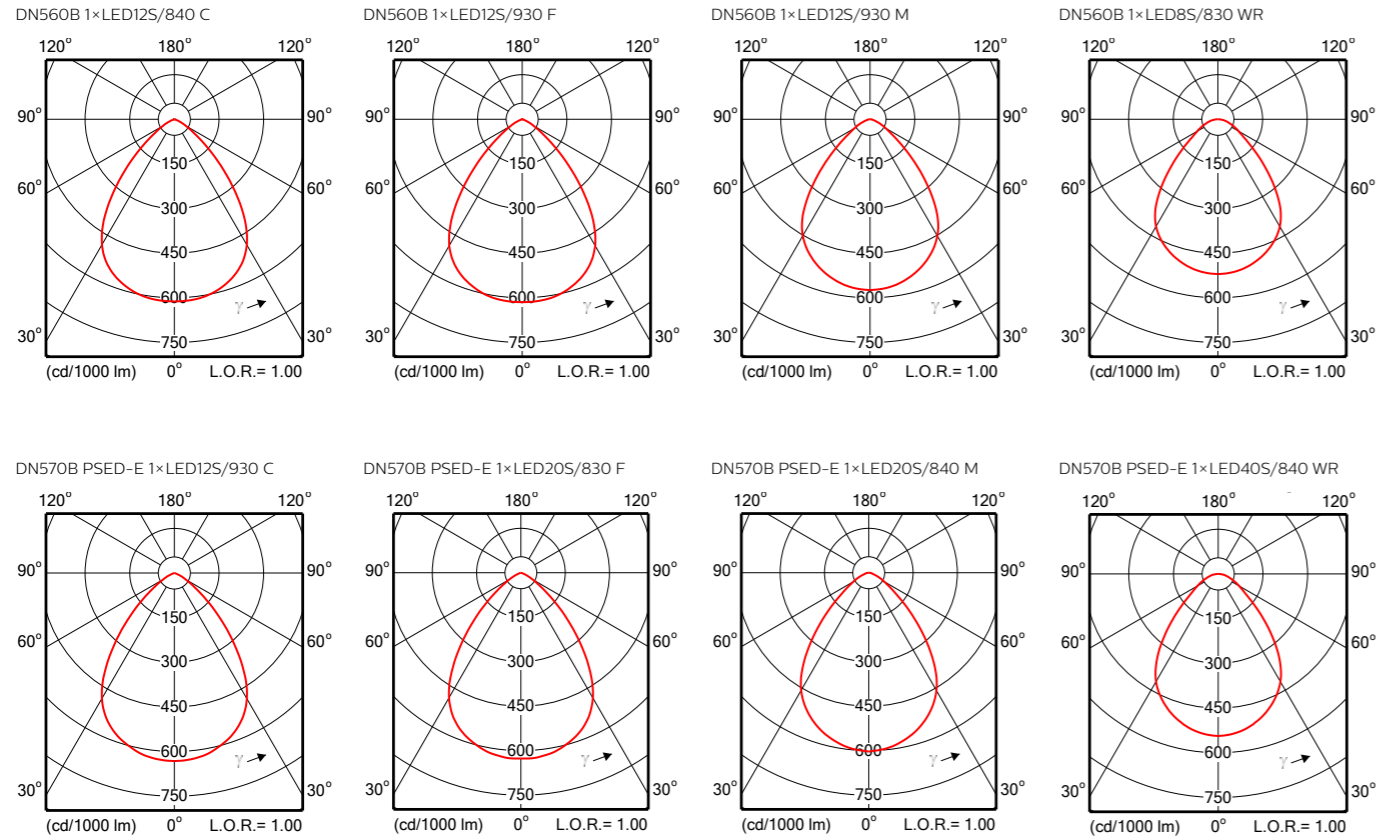 DN560B 1×LED12S/840 C
120° 180° 120°
90° 90°
150
60° 60°
300
450
600
γ
30° 750 30°
(cd/1000 lm) 0° L.O.R.= 1.00
DN560B 1×LED12S/930 F
120° 180° 120°
90° 90°
150
60° 60°
300
450
600
γ
30° 750 30°
(cd/1000 lm) 0° L.O.R.= 1.00
DN560B 1×LED12S/930 M
120° 180° 120°
90° 90°
150
60° 60°
300
450
600
γ
30° 750 30°
(cd/1000 lm) 0° L.O.R.= 1.00
DN560B 1×LED8S/830 WR
120° 180° 120°
90° 90°
150
60° 60°
300
450
600
γ
30° 750 30°
(cd/1000 lm) 0° L.O.R.= 1.00
DN570B PSED-E 1×LED12S/930 C
120° 180° 120°
90° 90°
150
60° 60°
300
450
600
γ
30° 750 30°
(cd/1000 lm) 0° L.O.R.= 1.00
DN570B PSED-E 1×LED20S/830 F
120° 180° 120°
90° 90°
150
60° 60°
300
450
600
γ
30° 750 30°
(cd/1000 lm) 0° L.O.R.= 1.00
DN570B PSED-E 1×LED20S/840 M
120° 180° 120°
90° 90°
150
60° 60°
300
450
600
γ
30° 750 30°
(cd/1000 lm) 0° L.O.R.= 1.00
DN570B PSED-E 1×LED40S/840 WR
120° 180° 120°
90° 90°
150
60° 60°
300
450
600
γ
30° 750 30°
(cd/1000 lm) 0° L.O.R.= 1.00